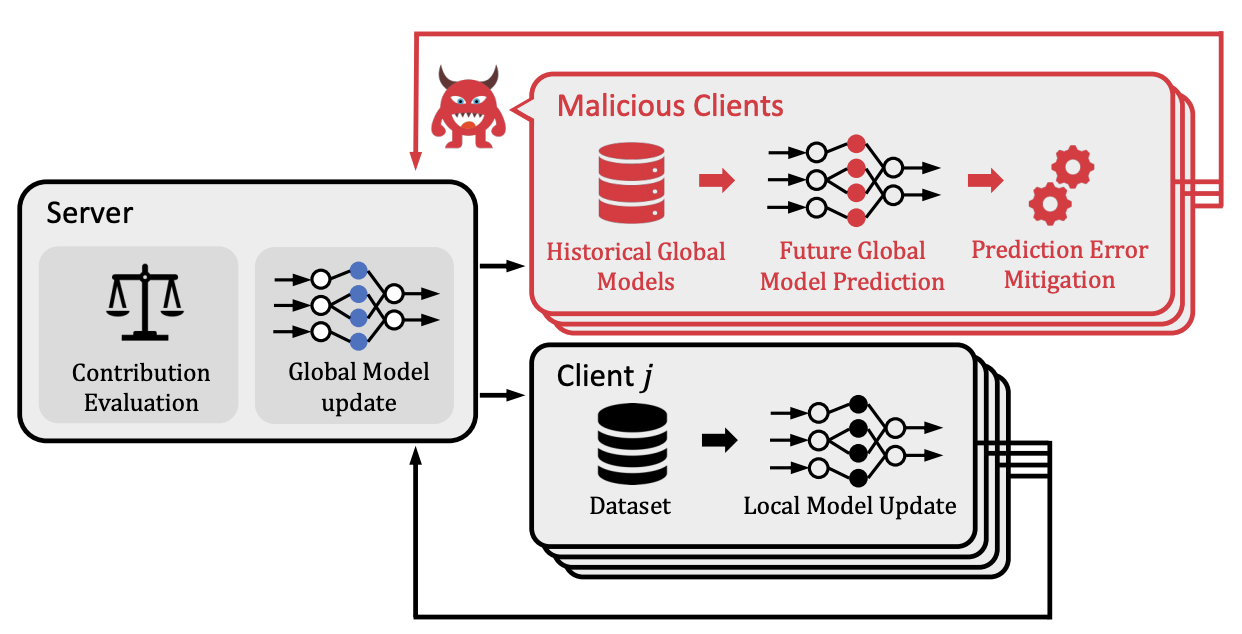 Malicious Clients
Historical Global
Models
Future Global
Model Prediction
Prediction Error
Mitigation
Server
Contribution
Evaluation
Global Model
update
Client j
Dataset
Local Model Update